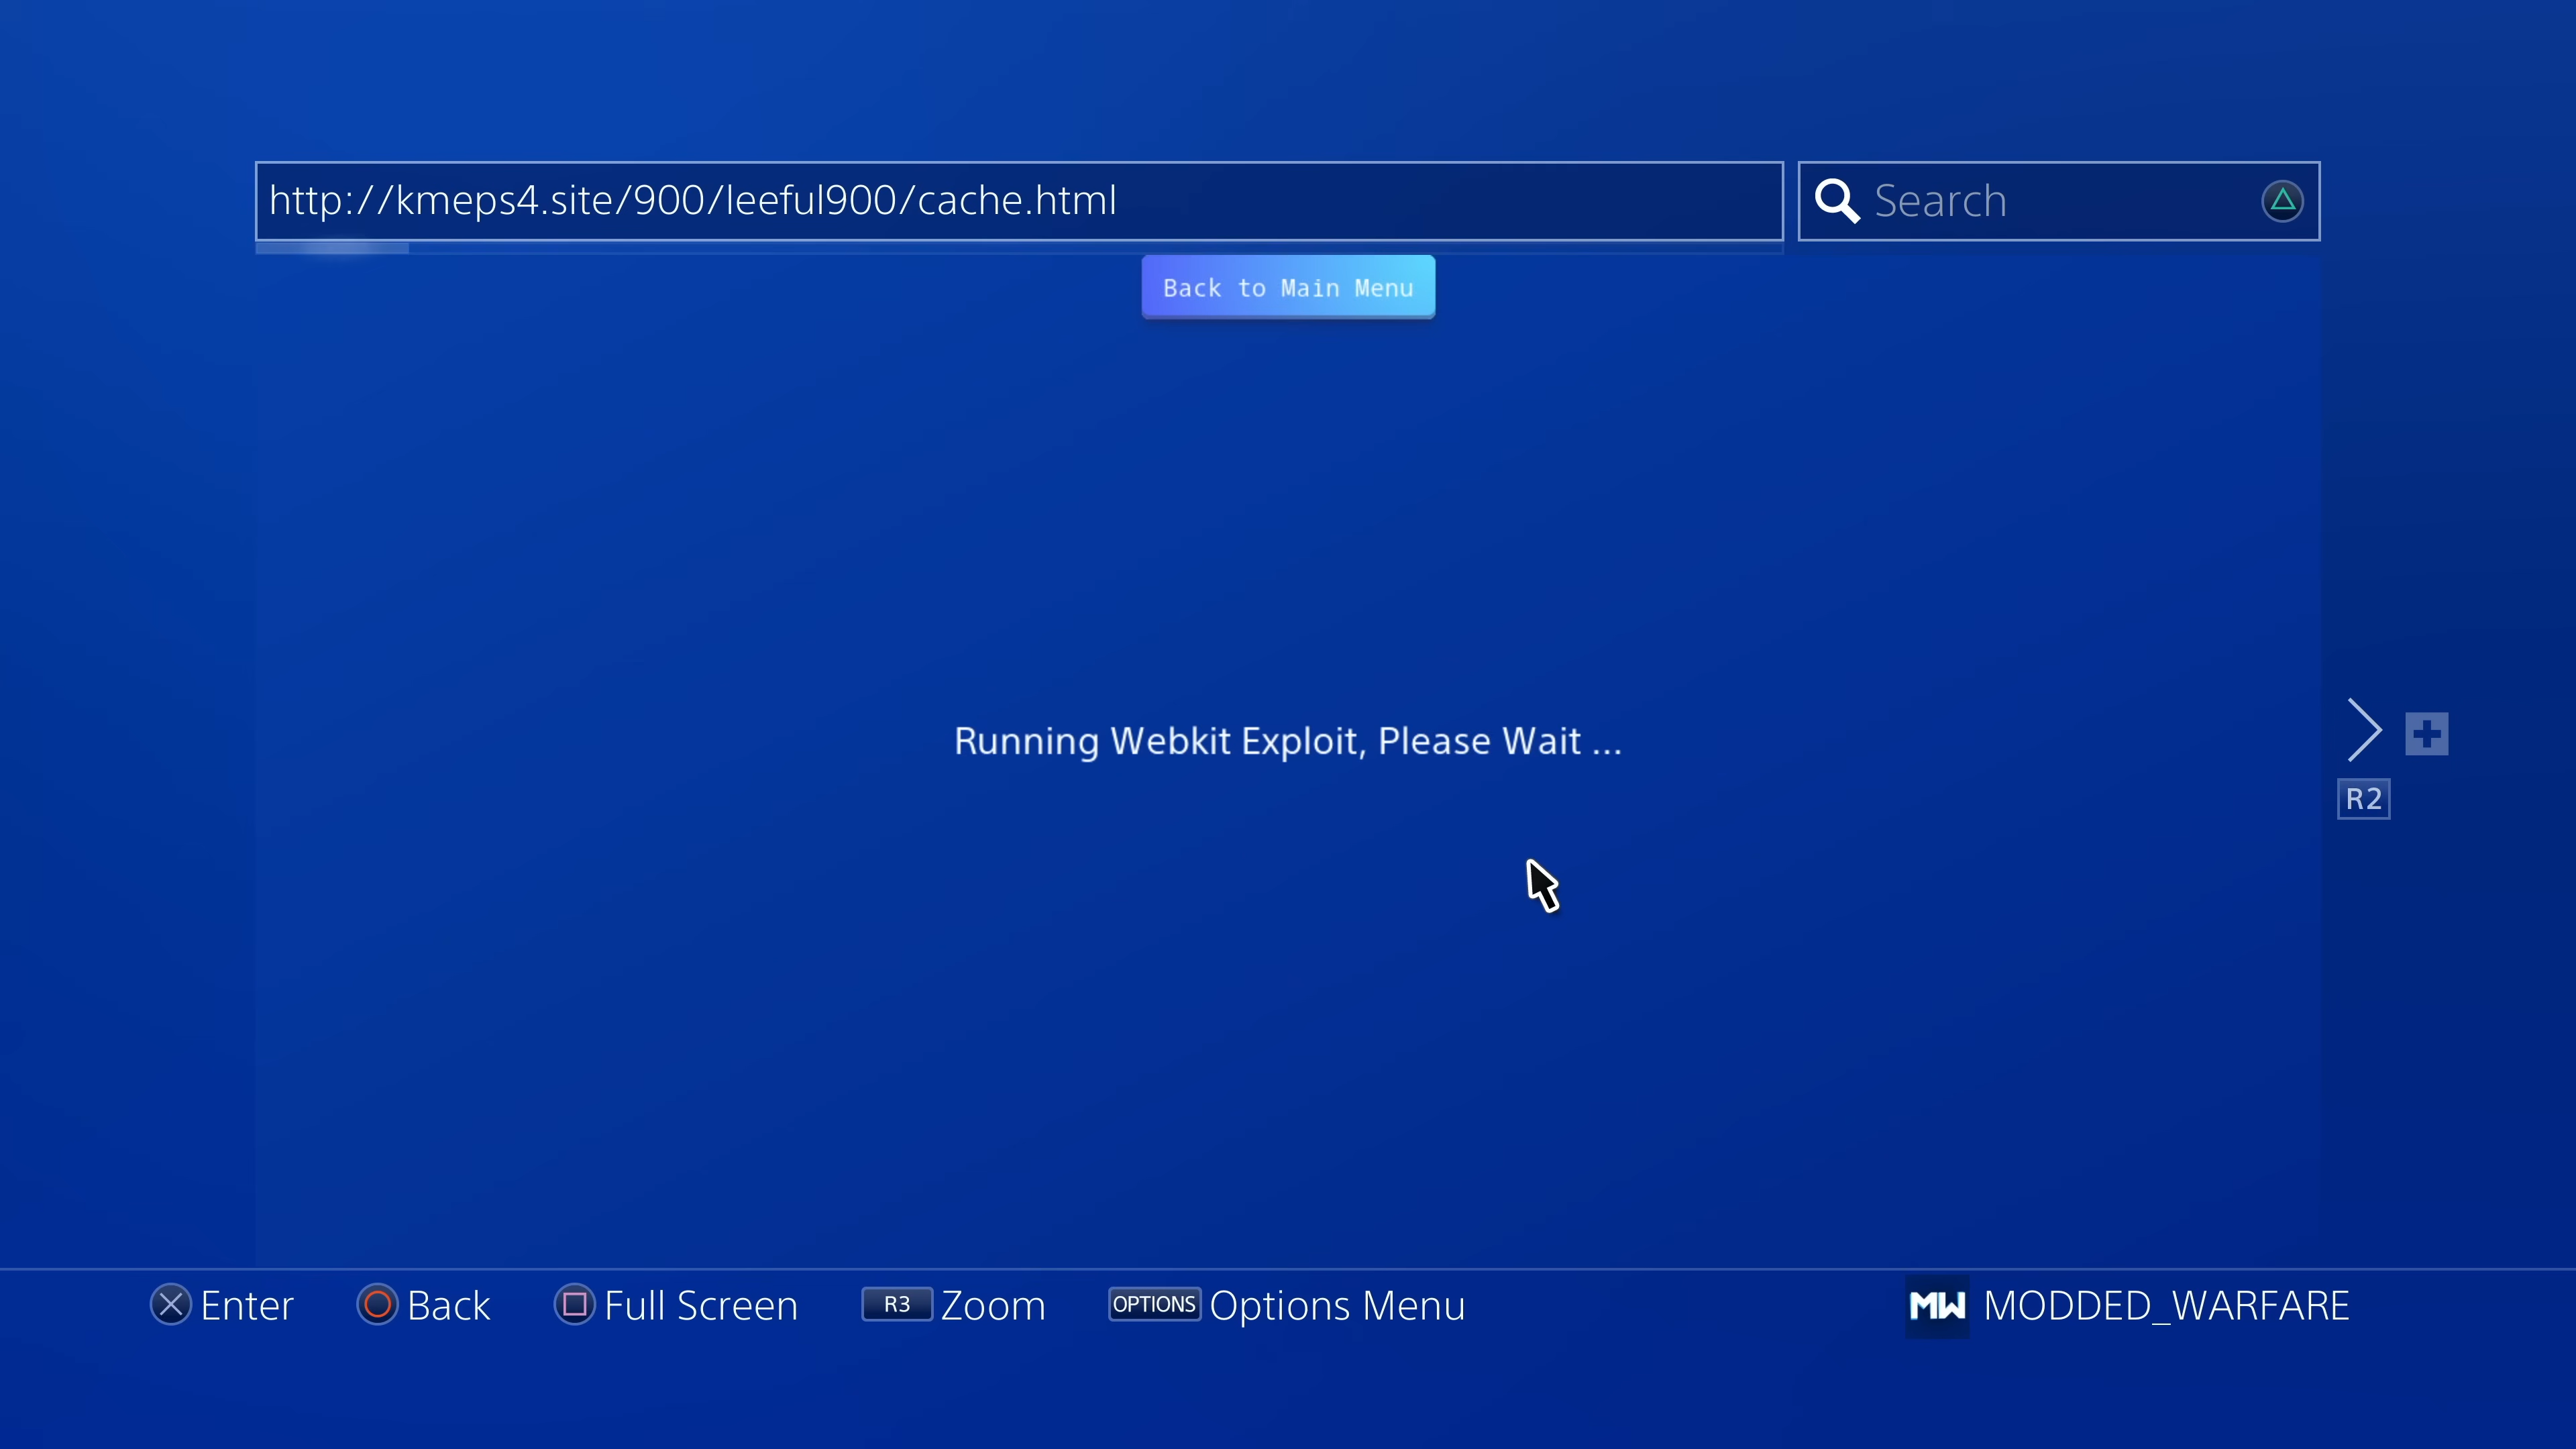 http://kmeps4.site/900/leeful900/cache.html
Search
Back to Main Menu
Running Webkit Exploit, Please Wait ...
R2
Enter
Back
Full Screen
R3 Zoom
OPTIONS Options Menu
MW MODDED_WARFARE